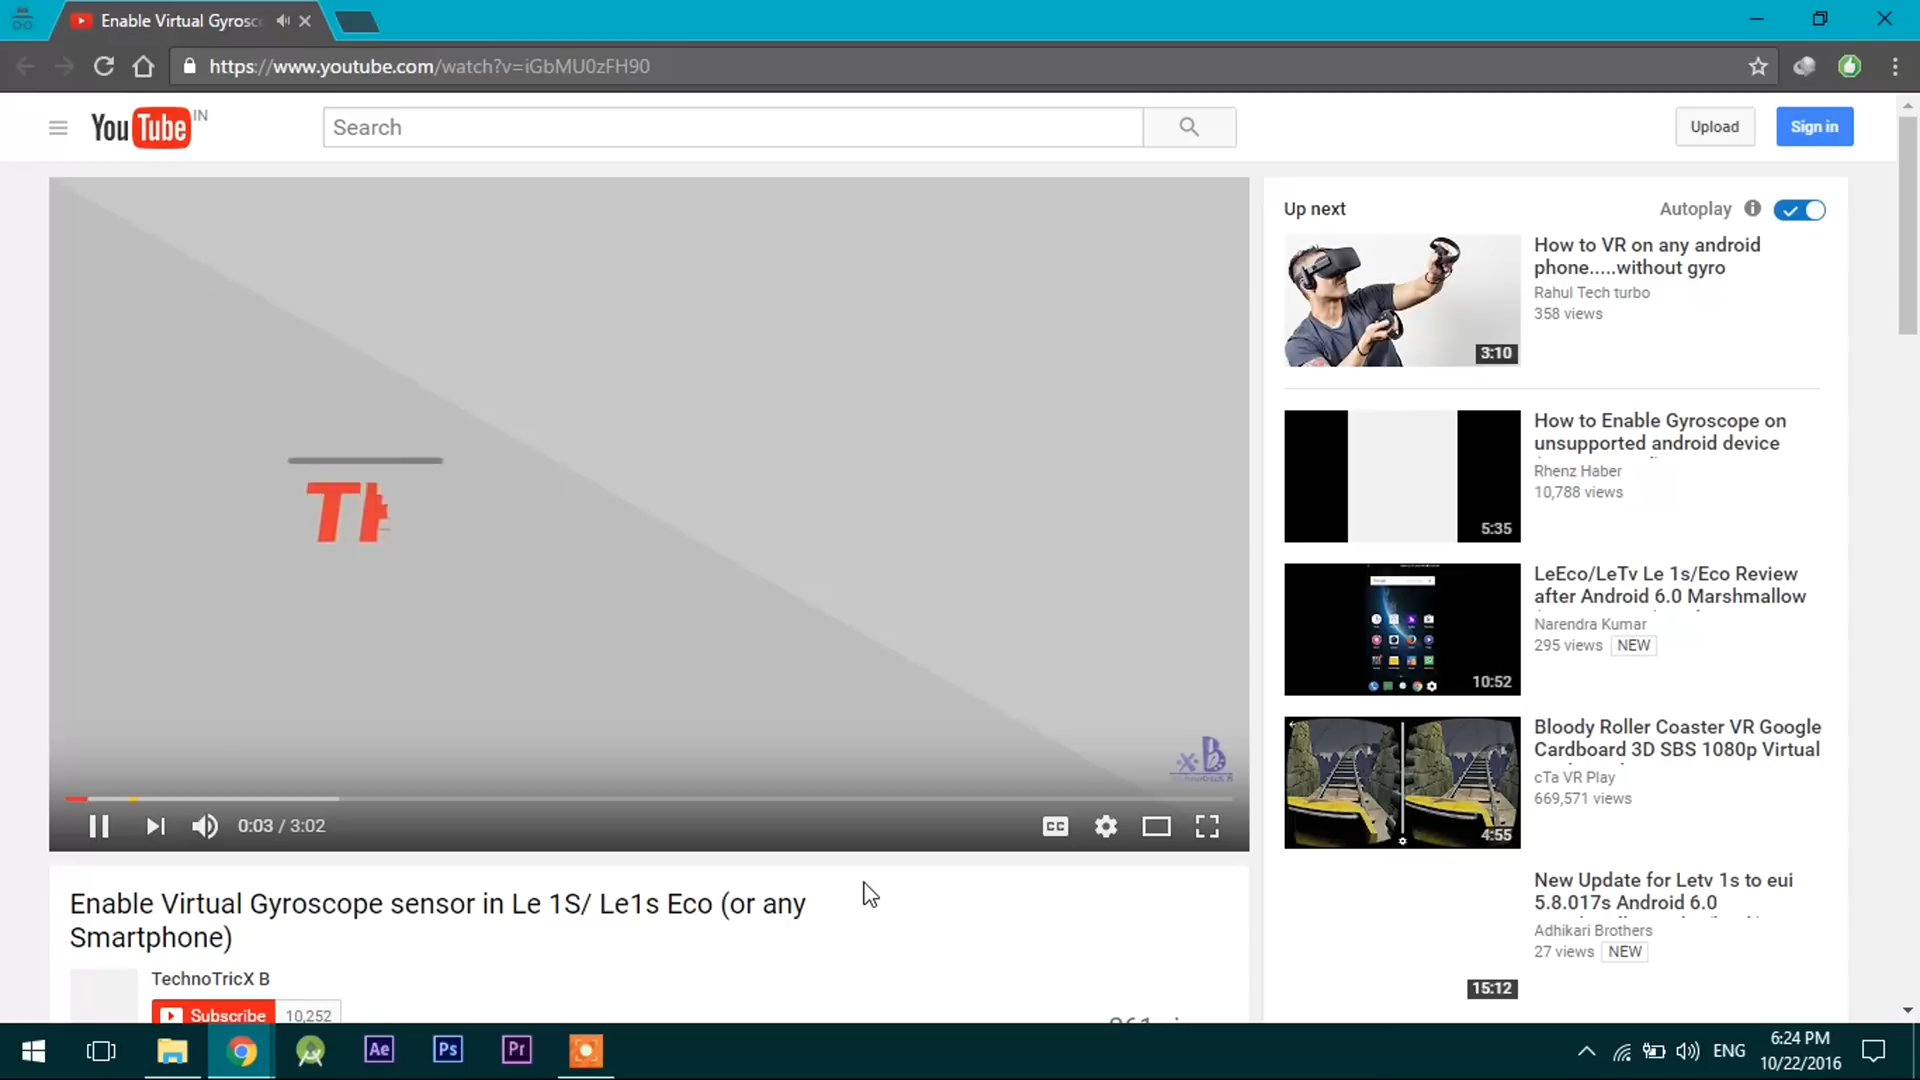 Enable Virtual Gyrosc
https://www.youtube.com/watch?v=iGbMU0zFH90
YouTube IN
Search
Upload
Sign in
Up next
Autoplay
How to VR on any android
phone.....without gyro
Rahul Tech turbo
358 views
3:10
How to Enable Gyroscope on
unsupported android device
Rhenz Haber
10,788 views
5:35
LeEco/LeTv Le 1s/Eco Review
after Android 6.0 Marshmallow
Narendra Kumar
295 views NEW
10:52
Bloody Roller Coaster VR Google
Cardboard 3D SBS 1080p Virtual
cTa VR Play
669,571 views
4:55
New Update for Letv 1s to eui
5.8.017s Android 6.0
Adhikari Brothers
27 views NEW
15:12
xB
0:03 / 3:02
CC
Enable Virtual Gyroscope sensor in Le 1S/ Le1s Eco (or any
Smartphone)
TechnoTricX B
Subscribe 10,252
Ae
Ps
Pr
ENG
6:24 PM
10/22/2016